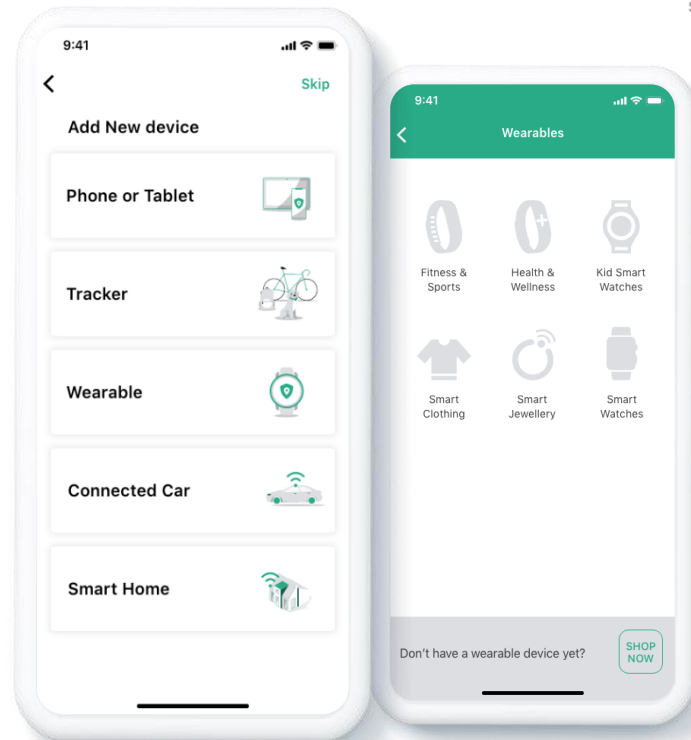 9:41
Skip
Add New device
Phone or Tablet
Tracker
Wearable
Connected Car
Smart Home
9:41
Wearables
Fitness &
Sports
Health &
Wellness
Kid Smart
Watches
Smart
Clothing
Smart
Jewellery
Smart
Watches
Don't have a wearable device yet?
SHOP
NOW